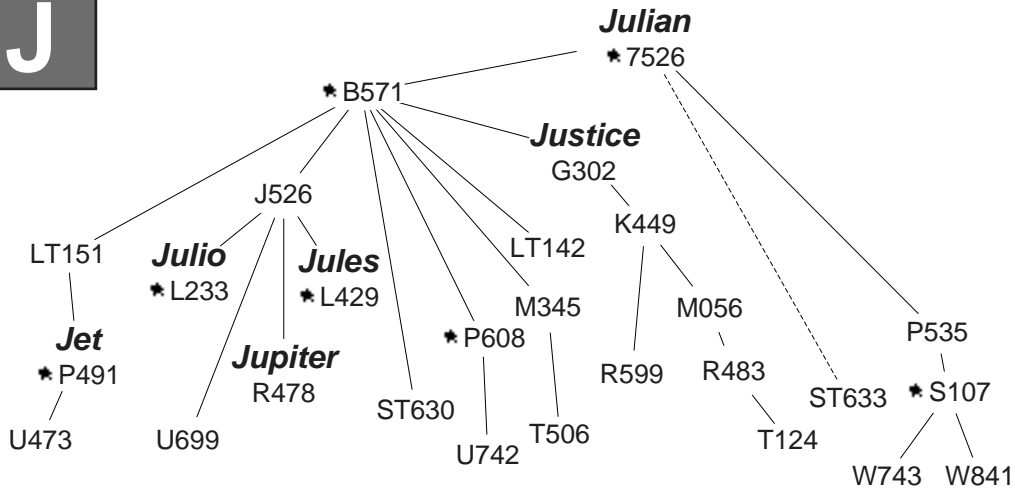 J
Julian
7526
B571
Justice
G302
J526
K449
LT151
Julio
L233
Jules
L429
LT142
M345
M056
P535
Jet
P491
Jupiter
R478
P608
R599
R483
ST633
S107
ST630
U473
U699
U742
T506
T124
W743
W841